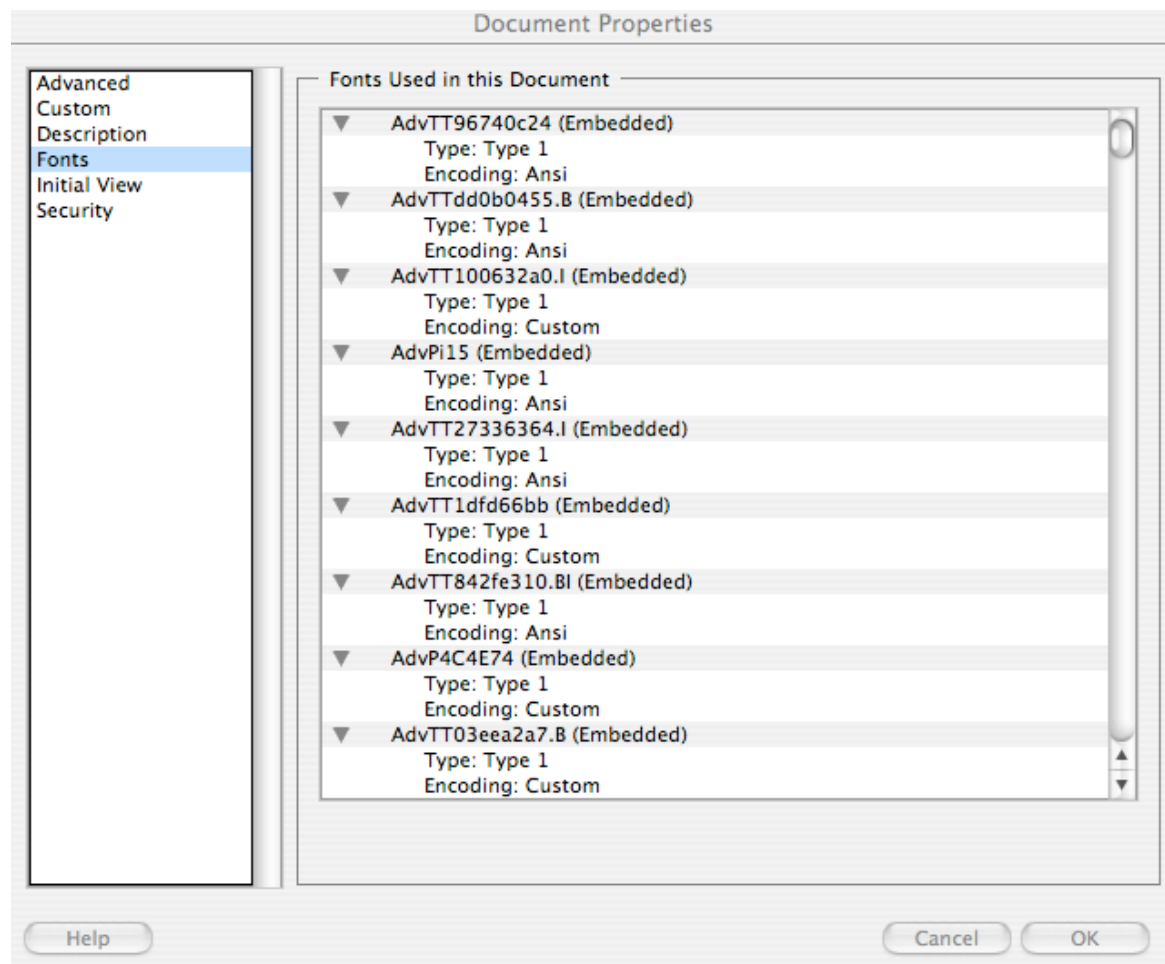 Document Properties
Advanced
Custom
Description
Fonts
Initial View
Security
Fonts Used in this Document
AdvTT96740c24 (Embedded)
Type: Type 1
Encoding: Ansi
AdvTTdd0b0455.B (Embedded)
Type: Type 1
Encoding: Ansi
AdvTT100632a0.I (Embedded)
Type: Type 1
Encoding: Custom
AdvPi15 (Embedded)
Type: Type 1
Encoding: Ansi
AdvTT27336364.I (Embedded)
Type: Type 1
Encoding: Ansi
AdvTT1dfd66bb (Embedded)
Type: Type 1
Encoding: Custom
AdvTT842fe310.BI (Embedded)
Type: Type 1
Encoding: Ansi
AdvP4C4E74 (Embedded)
Type: Type 1
Encoding: Custom
AdvTT03eea2a7.B (Embedded)
Type: Type 1
Encoding: Custom
Help
Cancel
OK